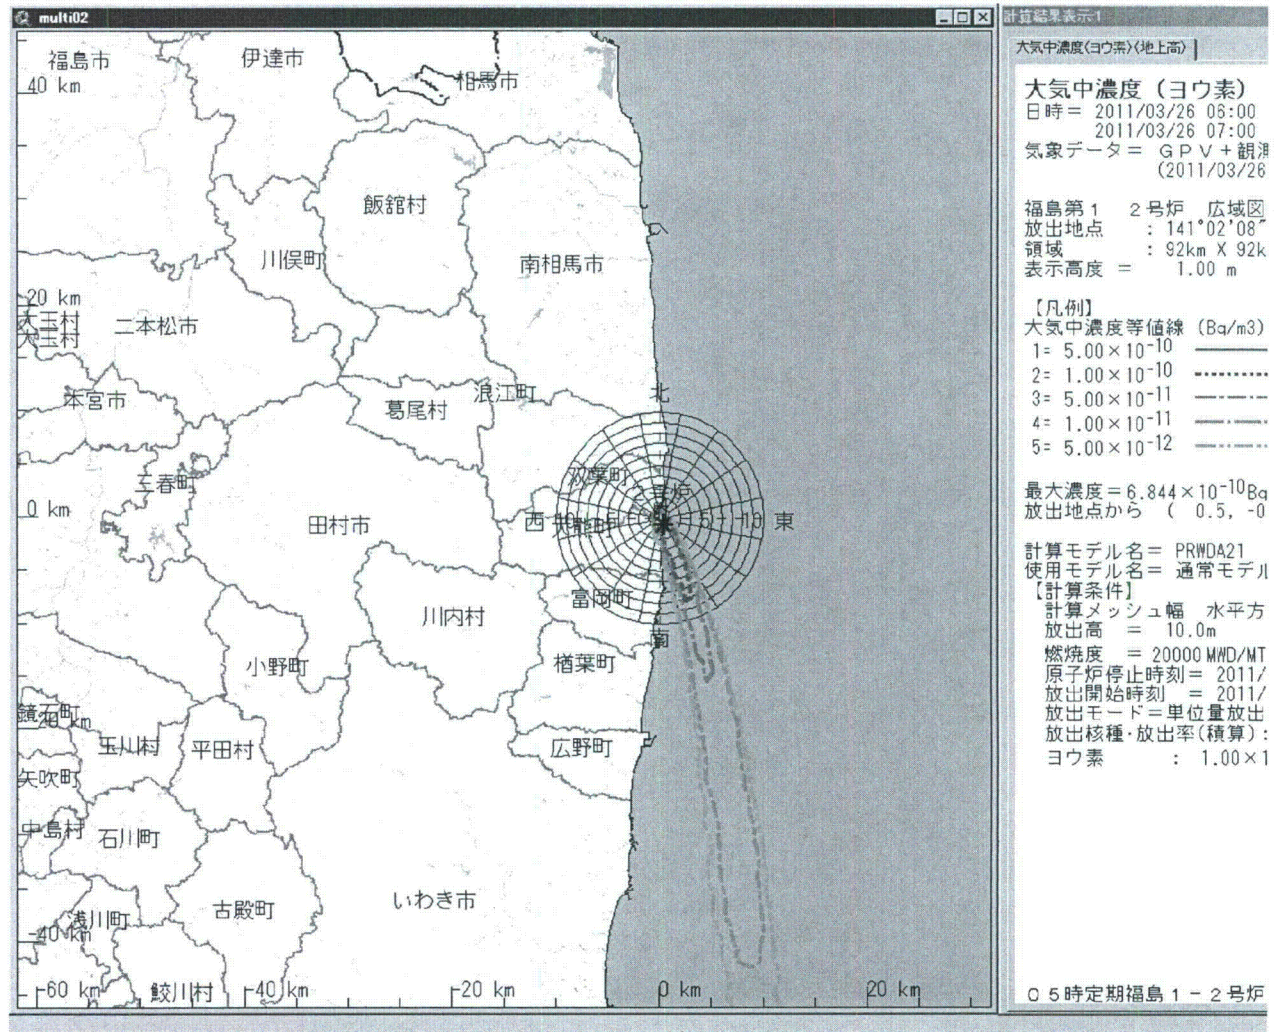 multi02
福島市
伊達市
相馬市
40 km
飯舘村
川俣町
南相馬市
20 km
大玉村
大玉村
二本松市
本宮市
葛尾村
浪江町
北
三春町
双葉町
2号炉
0 km
田村市
西
大熊町
5
10
東
川内村
富岡町
南
小野町
楢葉町
鏡石町
-20 km
玉川村
平田村
広野町
矢吹町
中島村
石川町
浅川町
古殿町
いわき市
-40 km
-60 km
鮫川村
-40 km
-20 km
0 km
20 km
計算結果表示1
大気中濃度(ヨウ素)(地上高)
大気中濃度(ヨウ素)
日時= 2011/03/26 06:00
2011/03/26 07:00
気象データ= GPV+観測
(2011/03/26
福島第1 2号炉 広域図
放出地点 : 141°02'08"
領域 : 92km X 92k
表示高度 = 1.00 m
【凡例】
大気中濃度等値線 (Bq/m3)
1= 5.00×10-10
2= 1.00×10-10
3= 5.00×10-11
4= 1.00×10-11
5= 5.00×10-12
最大濃度=6.844×10-10Bq
放出地点から ( 0.5, -0
計算モデル名= PRWDA21
使用モデル名= 通常モデル
【計算条件】
計算メッシュ幅 水平方
放出高 = 10.0m
燃焼度 = 20000MWD/MT
原子炉停止時刻= 2011/
放出開始時刻 = 2011/
放出モード=単位量放出
放出核種・放出率(積算):
ヨウ素 : 1.00×1
05時定期福島1-2号炉